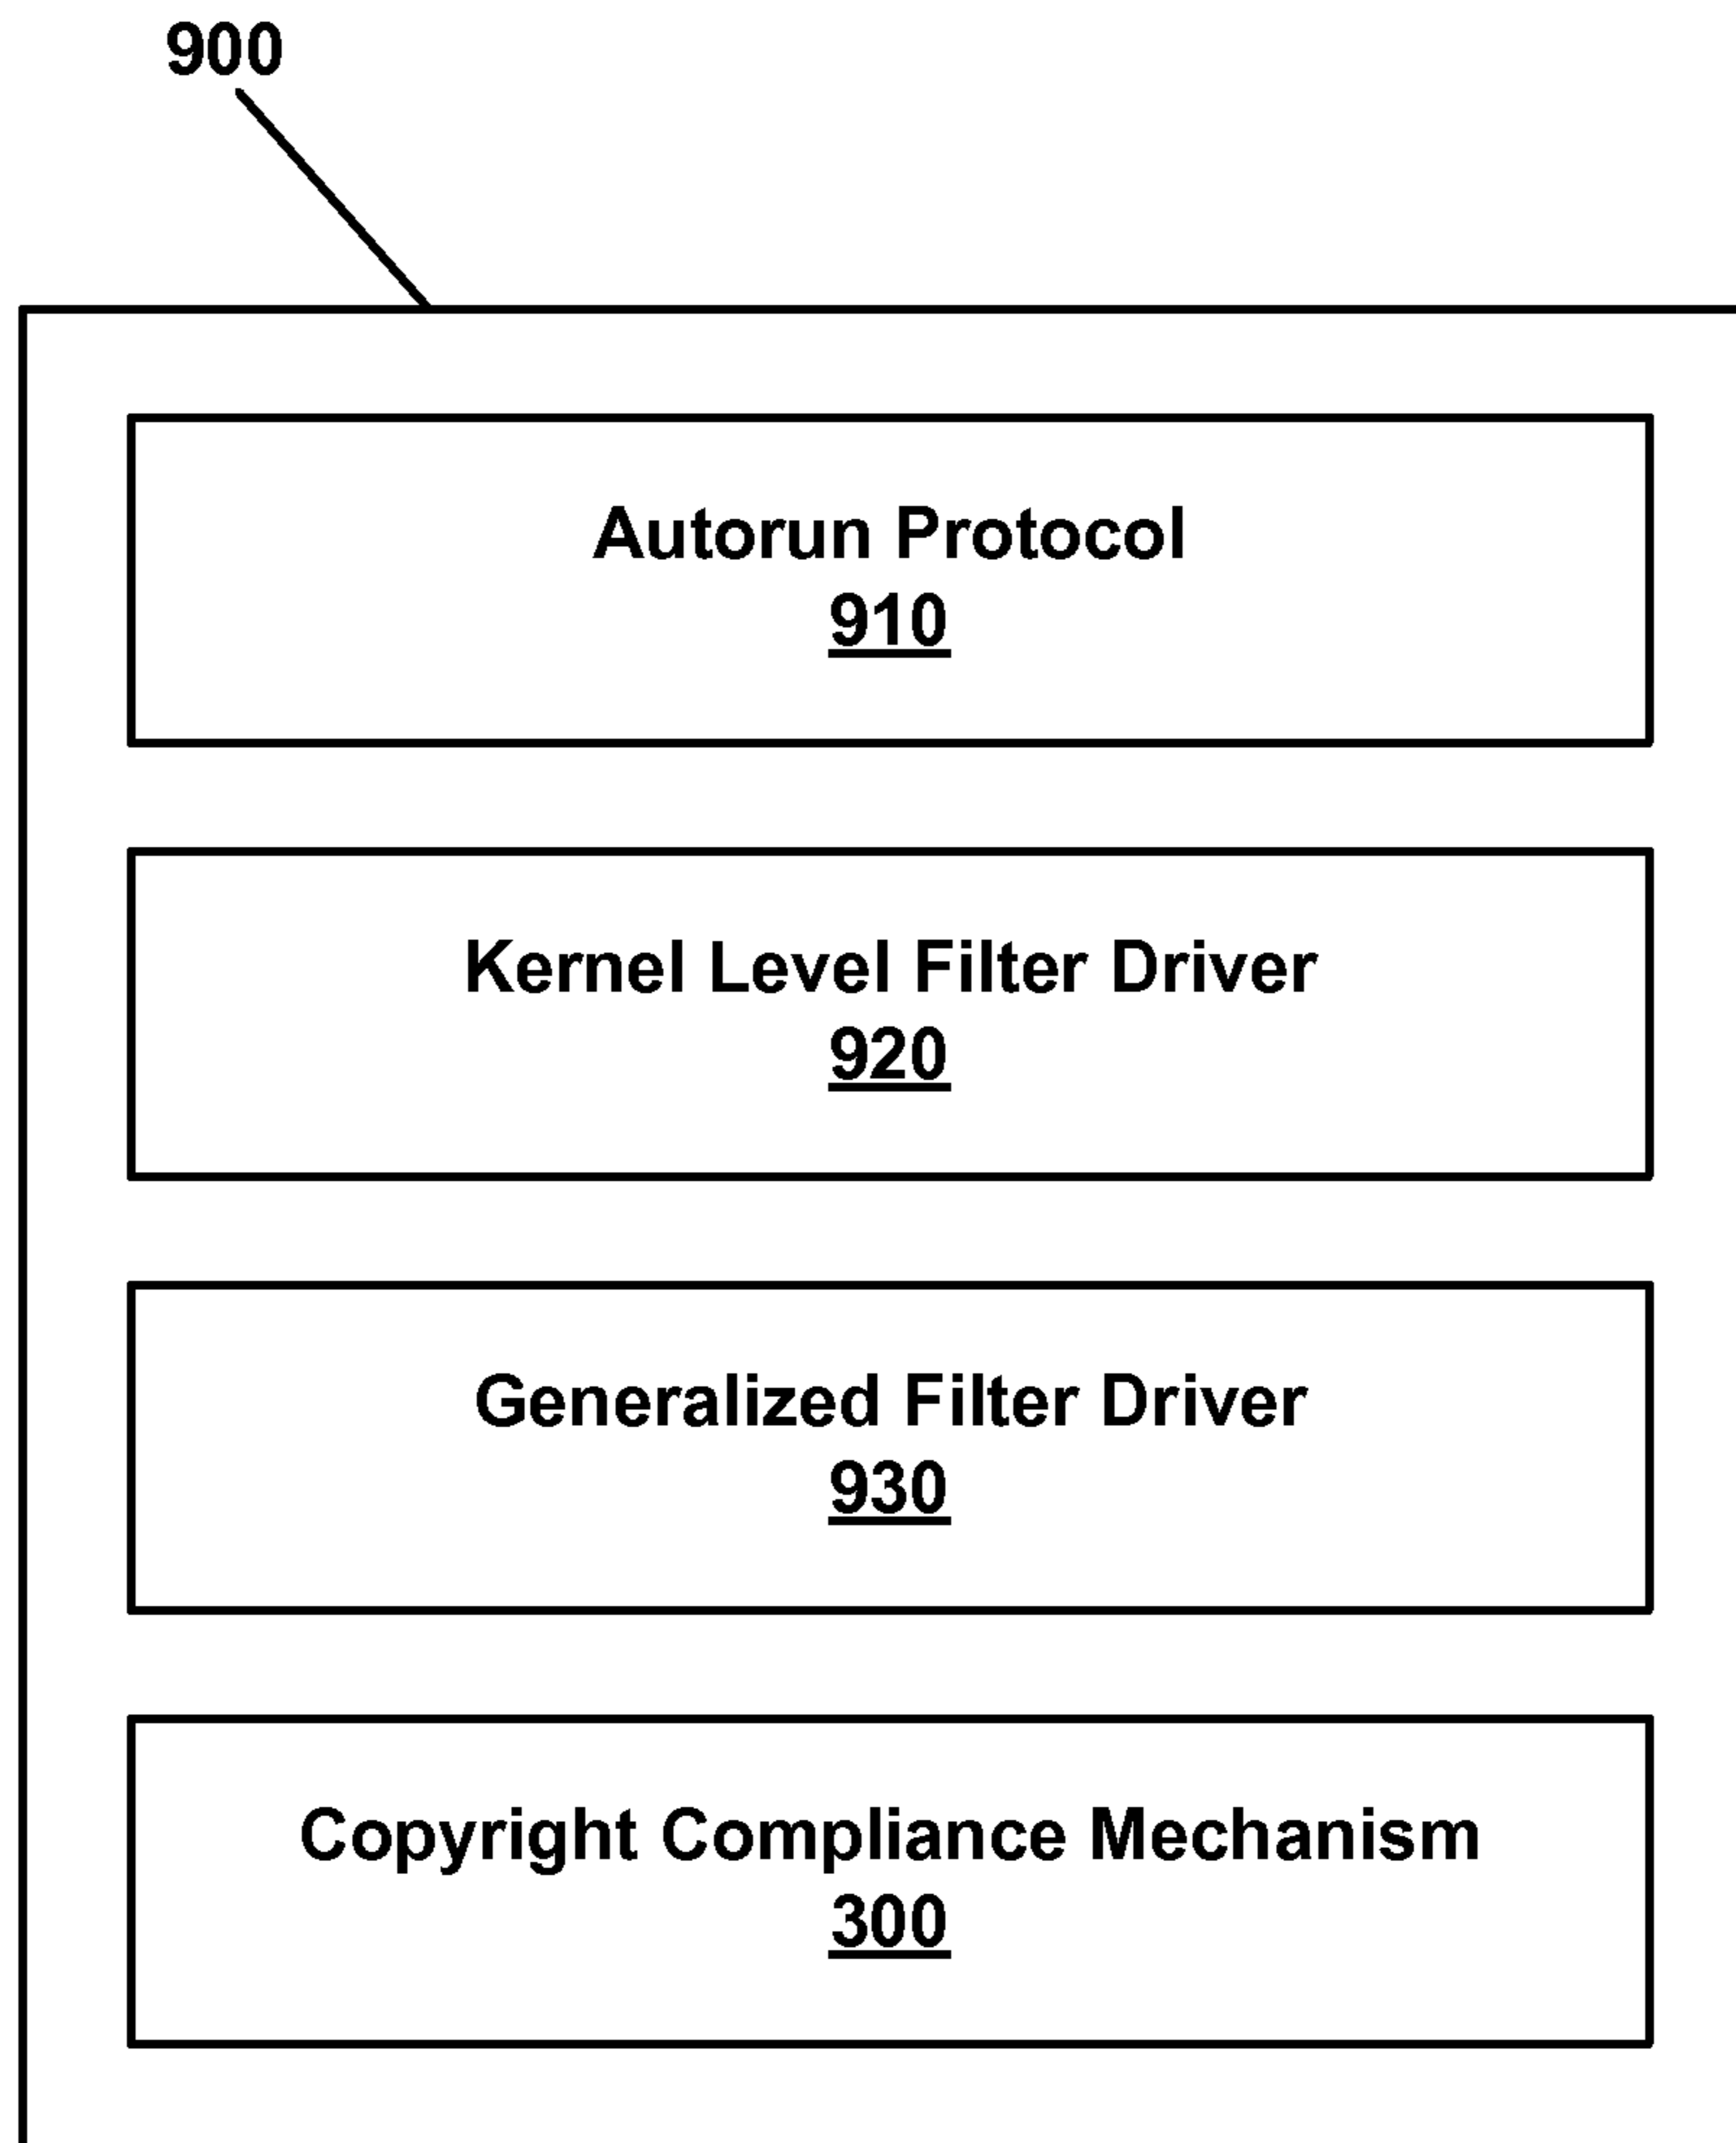 900
Autorun Protocol
910
Kernel Level Filter Driver
920
Generalized Filter Driver
930
Copyright Compliance Mechanism
300